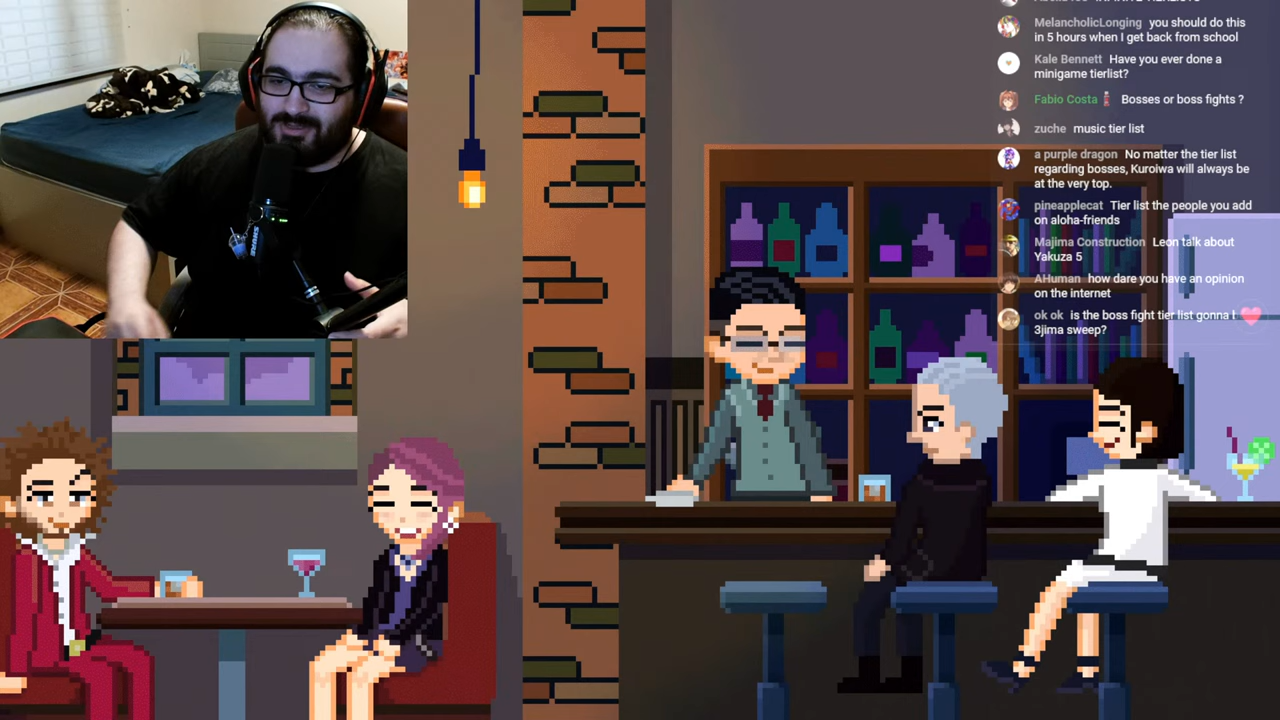 MelancholicLonging you should do this
in 5 hours when I get back from school
Kale Bennett Have you ever done a
minigame tierlist?
Fabio Costa Bosses or boss fights ?
zuche music tier list
a purple dragon No matter the tier list
regarding bosses, Kuroiwa will always be
at the very top.
pineapplecat Tier list the people you add
on aloha-friends
Majima Construction Leon talk about
Yakuza 5
AHuman how dare you have an opinion
on the internet
ok ok is the boss fight tier list gonna
3jima sweep?
SHURE